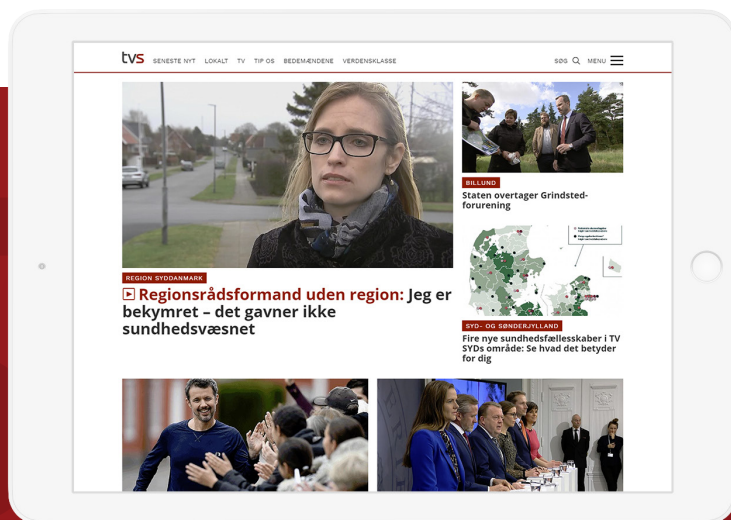 tvs SENESTE NYT LOKALT TV TIP OS BEDEMÆNDENE VERDENSKLASSE SØG MENU
REGION SYDDANMARK
Regionsrådsformand uden region: Jeg er
bekymret – det gavner ikke
sundhedsvæsnet
BILLUND
Staten overtager Grindsted-
forurening
SYD- OG SØNDERJYLLAND
Fire nye sundhedsfællesskaber i TV
SYDs område: Se hvad det betyder
for dig